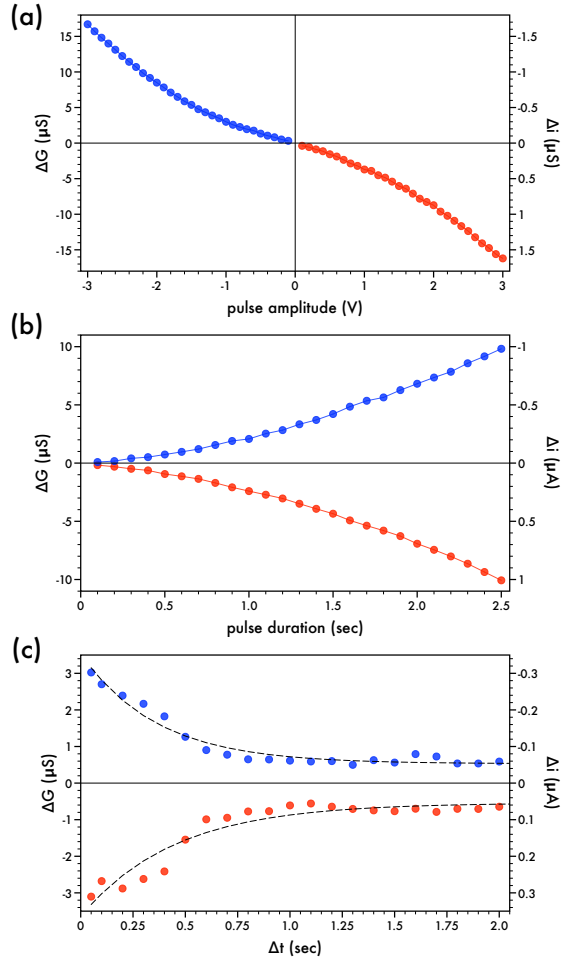 (a)
15
10
5
0
5
-10
-15
ΔG (µS)
-1.5
-1
-0.5
0
0.5
1
1.5
Δi (µS)
-3 -2 -1 0 1 2 3
pulse amplitude (V)
(b)
10
5
0
-5
-10
ΔG (µS)
-1
-0.5
0
0.5
1
Δi (µA)
0 0.5 1.0 1.5 2.0 2.5
pulse duration (sec)
(c)
3
2
1
0
1
-2
-3
ΔG (µS)
-0.3
-0.2
-0.1
0
0.1
0.2
0.3
Δi (µA)
0 0.25 0.5 0.75 1.0 1.25 1.5 1.75 2.0
Δt (sec)